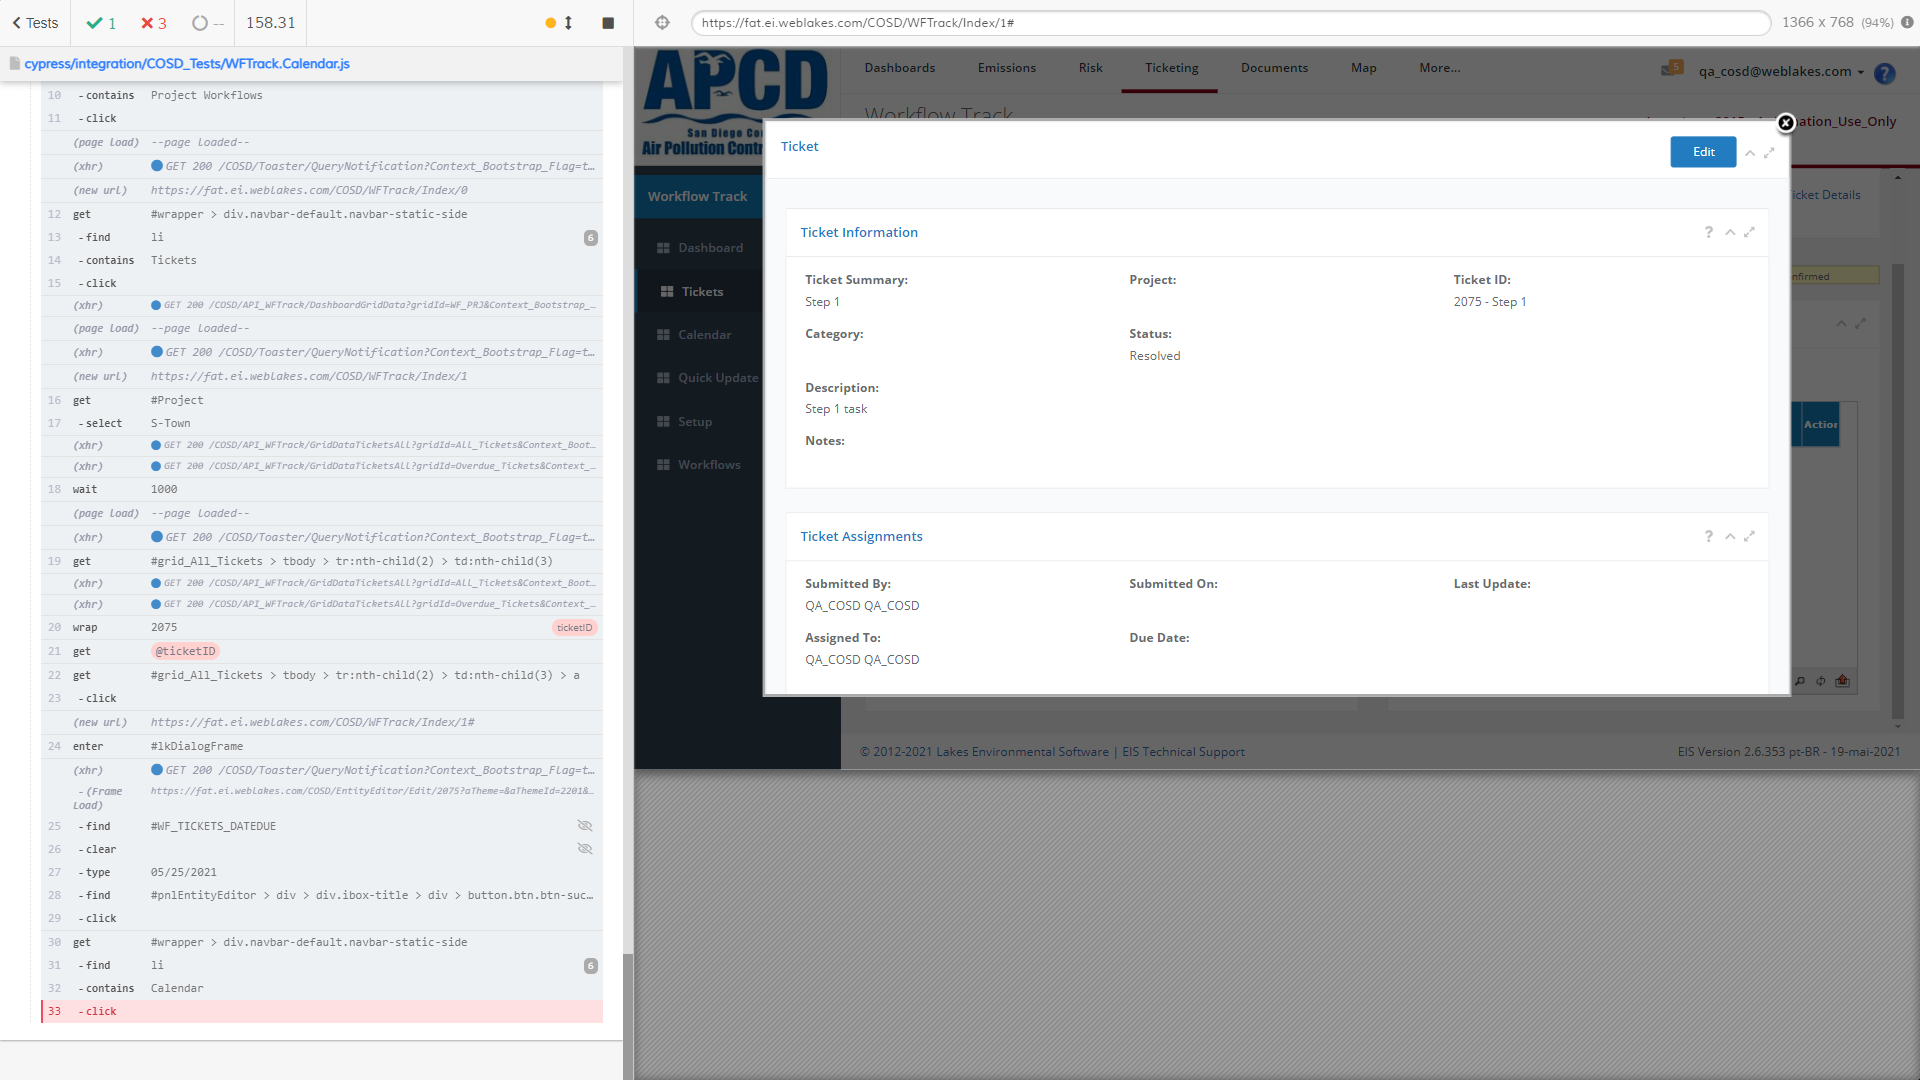 Tests
1
3
--
158.31
cypress/integration/COSD_Tests/WFTrack.Calendar.js
10 -contains Project Workflows
11 -click
(page load) --page loaded--
(xhr) GET 200 /COSD/Toaster/QueryNotification?Context_Bootstrap_Flag=t...
(new url) https://fat.ei.weblakes.com/COSD/WFTrack/Index/0
12 get #wrapper > div.navbar-default.navbar-static-side
13 -find li 6
14 -contains Tickets
15 -click
(xhr) GET 200 /COSD/API_WFTrack/DashboardGridData?gridId=WF_PRJ&Context_Bootstrap_...
(page load) --page loaded--
(xhr) GET 200 /COSD/Toaster/QueryNotification?Context_Bootstrap_Flag=t...
(new url) https://fat.ei.weblakes.com/COSD/WFTrack/Index/1
16 get #Project
17 -select S-Town
(xhr) GET 200 /COSD/API_WFTrack/GridDataTicketsAll?gridId=All_Tickets&Context_Boot...
(xhr) GET 200 /COSD/API_WFTrack/GridDataTicketsAll?gridId=Overdue_Tickets&Context_...
18 wait 1000
(page load) --page loaded--
(xhr) GET 200 /COSD/Toaster/QueryNotification?Context_Bootstrap_Flag=t...
19 get #grid_All_Tickets > tbody > tr:nth-child(2) > td:nth-child(3)
(xhr) GET 200 /COSD/API_WFTrack/GridDataTicketsAll?gridId=All_Tickets&Context_Boot...
(xhr) GET 200 /COSD/API_WFTrack/GridDataTicketsAll?gridId=Overdue_Tickets&Context_...
20 wrap 2075 ticketID
21 get @ticketID
22 get #grid_All_Tickets > tbody > tr:nth-child(2) > td:nth-child(3) > a
23 -click
(new url) https://fat.ei.weblakes.com/COSD/WFTrack/Index/1#
24 enter #lkDialogFrame
(xhr) GET 200 /COSD/Toaster/QueryNotification?Context_Bootstrap_Flag=t...
-(Frame Load) https://fat.ei.weblakes.com/COSD/EntityEditor/Edit/2075?aTheme=&aThemeId=2201&...
25 -find #WF_TICKETS_DATEDUE
26 -clear
27 -type 05/25/2021
28 -find #pnlEntityEditor > div > div.ibox-title > div > button.btn.btn-suc...
29 -click
30 get #wrapper > div.navbar-default.navbar-static-side
31 -find li 6
32 -contains Calendar
33 -click
https://fat.ei.weblakes.com/COSD/WFTrack/Index/1#
1366 x 768 (94%)
APCD
San Diego Co
Air Pollution Contr
Dashboards
Emissions
Risk
Ticketing
Documents
Map
More...
5
qa_cosd@weblakes.com
?
Workflow Track
ation_Use_Only
Workflow Track
Dashboard
Tickets
Calendar
Quick Update
Setup
Workflows
icket Details
nfirmed
Action
Ticket
Edit
Ticket Information
?
Ticket Summary: Project: Ticket ID:
Step 1 2075 - Step 1
Category: Status:
Resolved
Description:
Step 1 task
Notes:
Ticket Assignments
?
Submitted By: Submitted On: Last Update:
QA_COSD QA_COSD
Assigned To: Due Date:
QA_COSD QA_COSD
© 2012-2021 Lakes Environmental Software | EIS Technical Support
EIS Version 2.6.353 pt-BR - 19-mai-2021